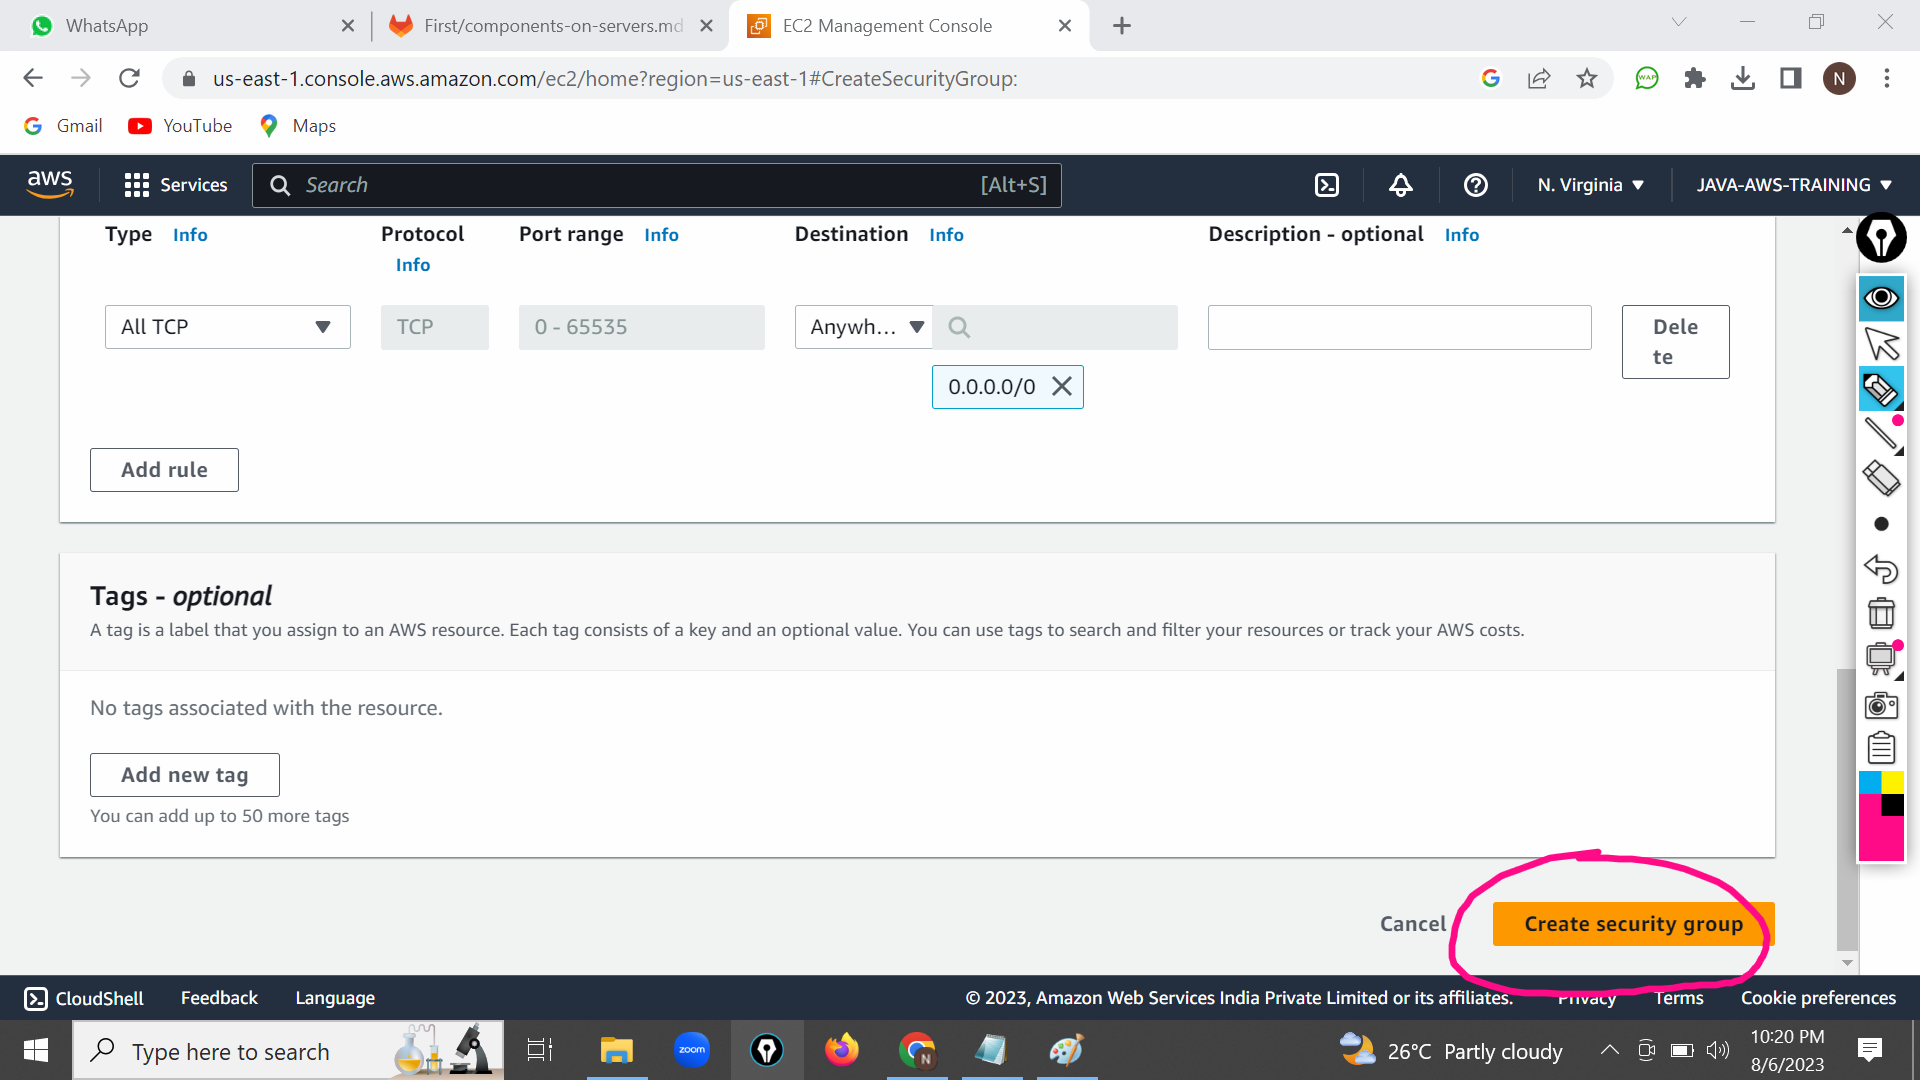 WhatsApp
First/components-on-servers.md
EC2 Management Console
us-east-1.console.aws.amazon.com/ec2/home?region=us-east-1#CreateSecurityGroup:
WAP
N
Gmail
YouTube
Maps
aws
Services
Search
[Alt+S]
N. Virginia
JAVA-AWS-TRAINING
Type Info
Protocol
Info
Port range Info
Destination Info
Description - optional Info
All TCP
TCP
0 - 65535
Anywh...
Dele
te
0.0.0.0/0
Add rule
Tags - optional
A tag is a label that you assign to an AWS resource. Each tag consists of a key and an optional value. You can use tags to search and filter your resources or track your AWS costs.
No tags associated with the resource.
Add new tag
You can add up to 50 more tags
Cancel
Create security group
CloudShell
Feedback
Language
© 2023, Amazon Web Services India Private Limited or its affiliates.
Privacy
Terms
Cookie preferences
Type here to search
zoom
N
26°C Partly cloudy
10:20 PM
8/6/2023